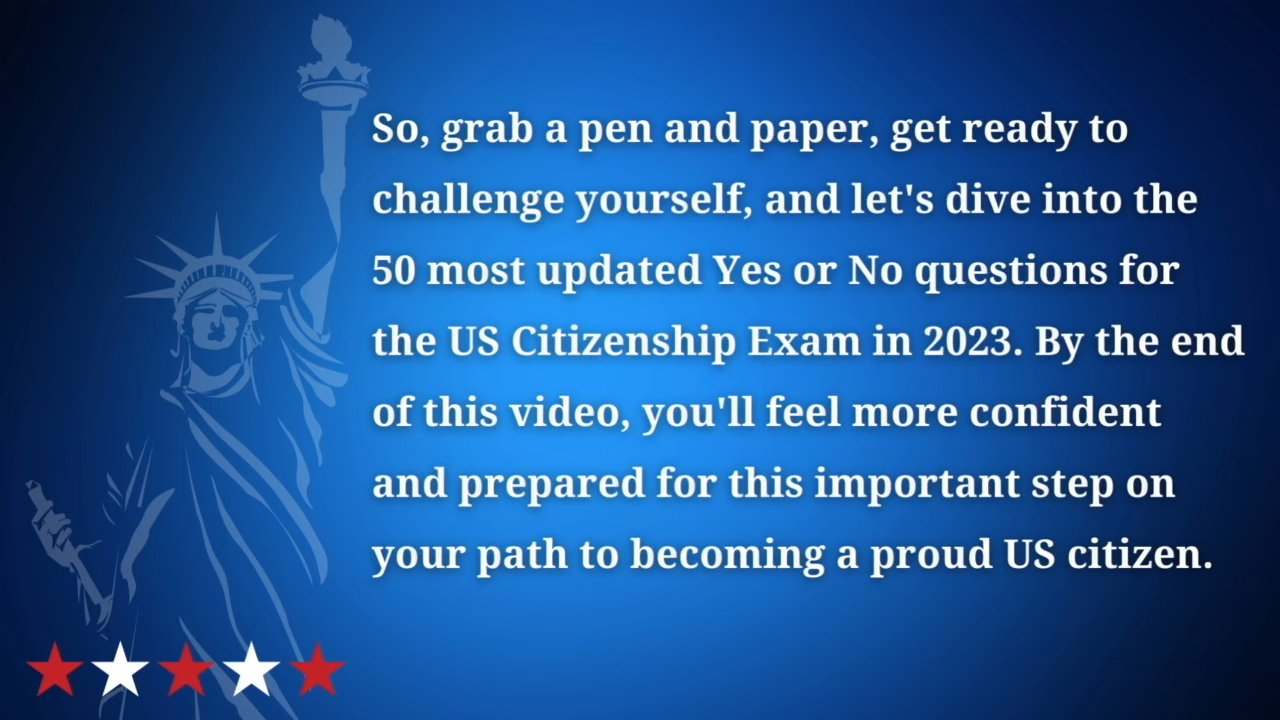 So, grab a pen and paper, get ready to
challenge yourself, and let's dive into the
50 most updated Yes or No questions for
the US Citizenship Exam in 2023. By the end
of this video, you'll feel more confident
and prepared for this important step on
your path to becoming a proud US citizen.